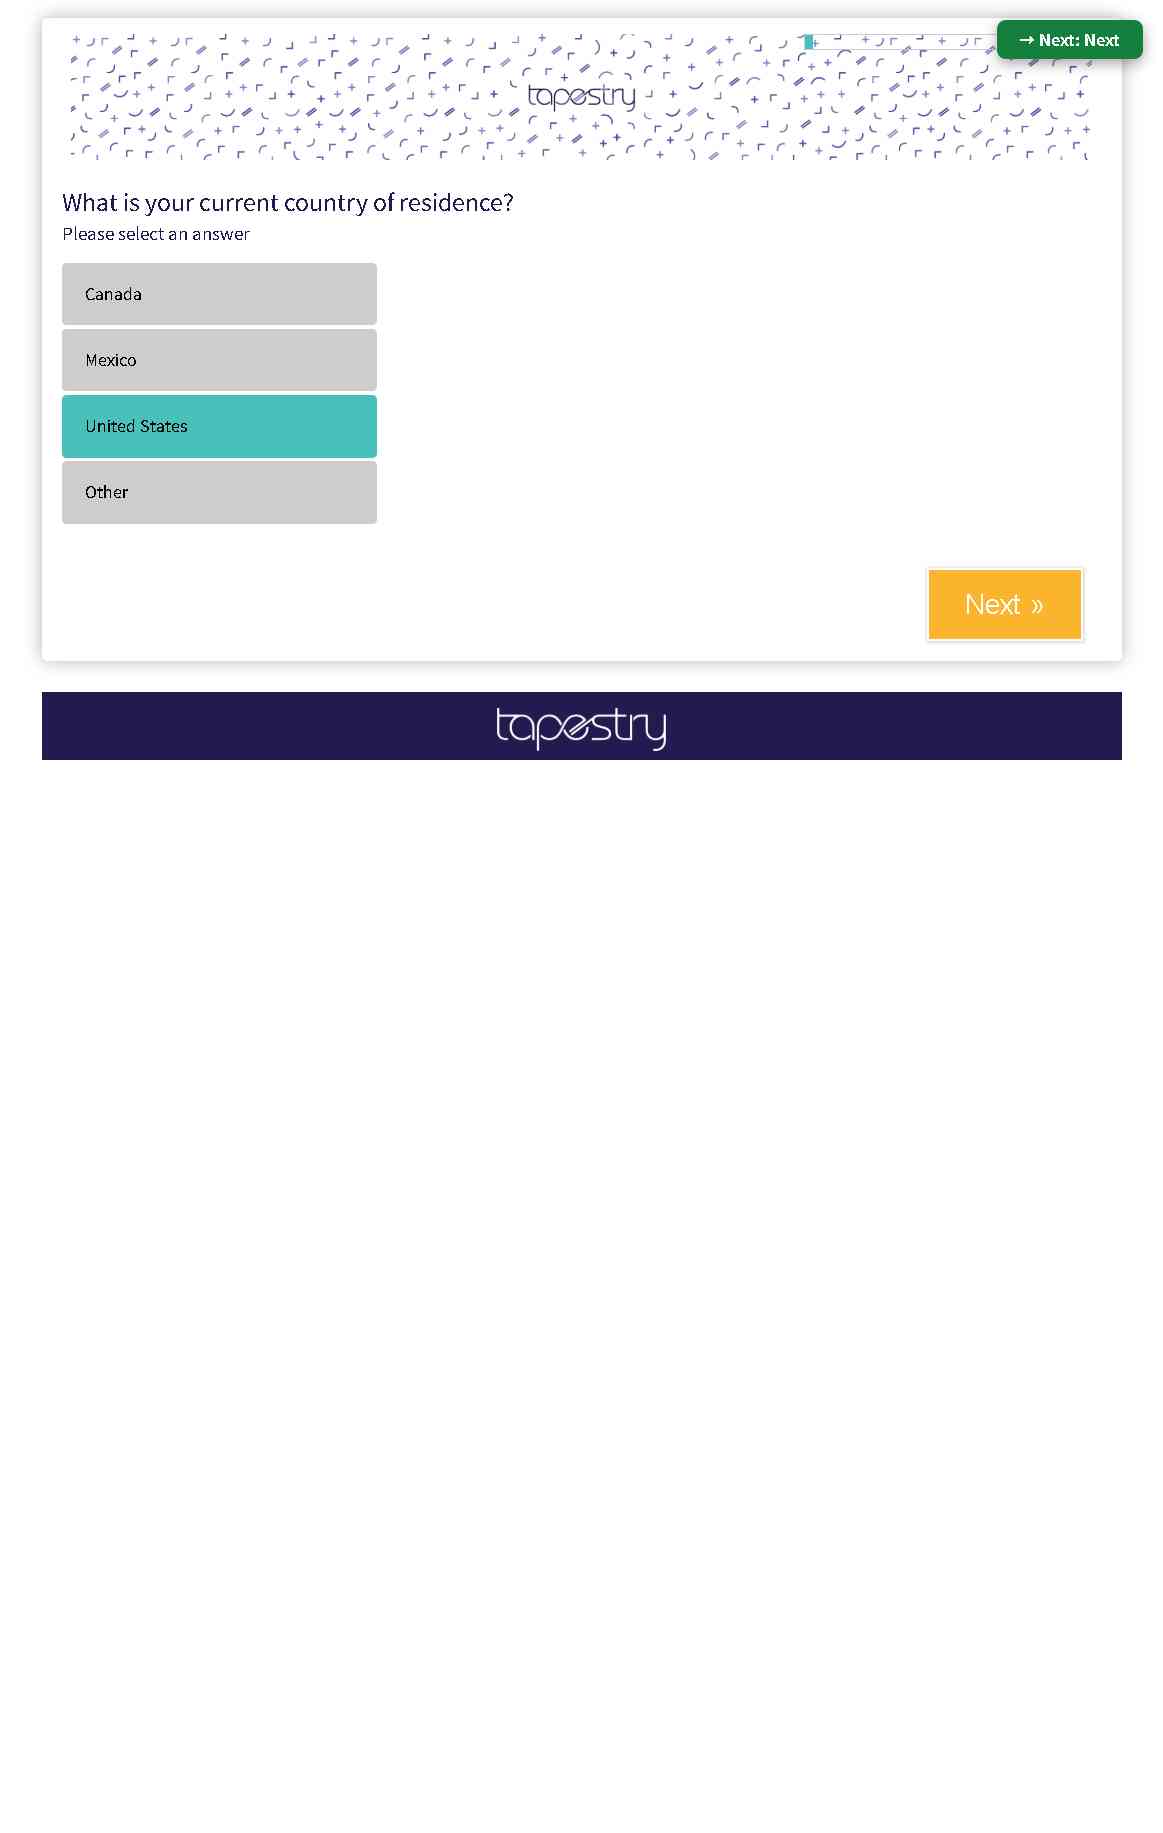 → Next: Next
tapestry
What is your current country of residence?
Please select an answer
Canada
Mexico
United States
Other
Next »
tapestry